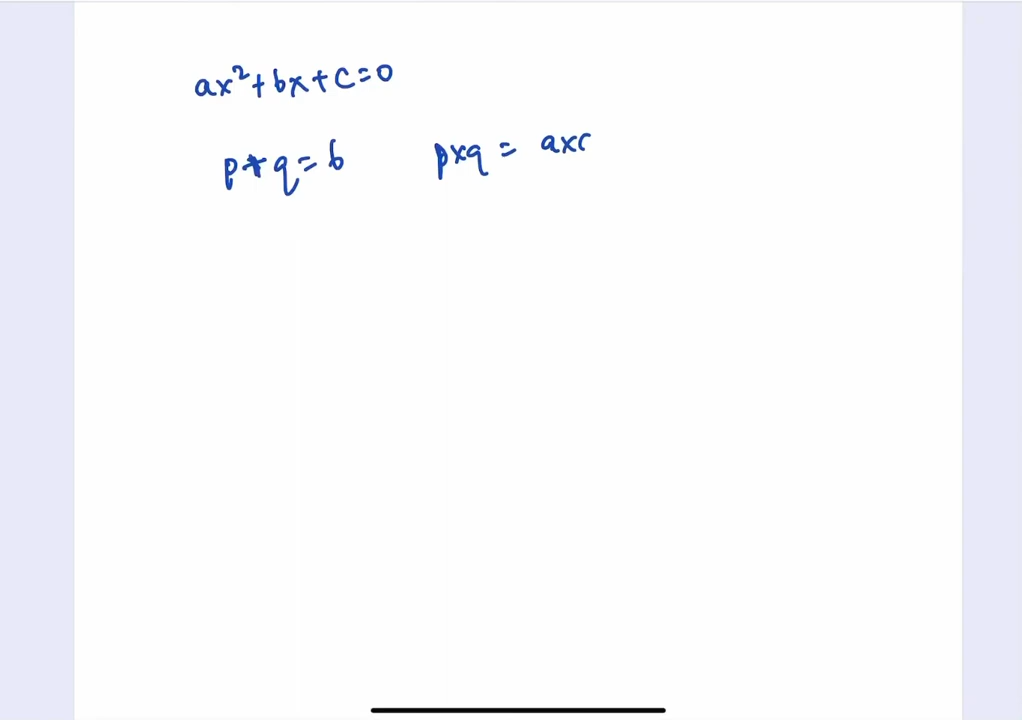 ax²+bx+c=0
p+q=b p×q = a×c